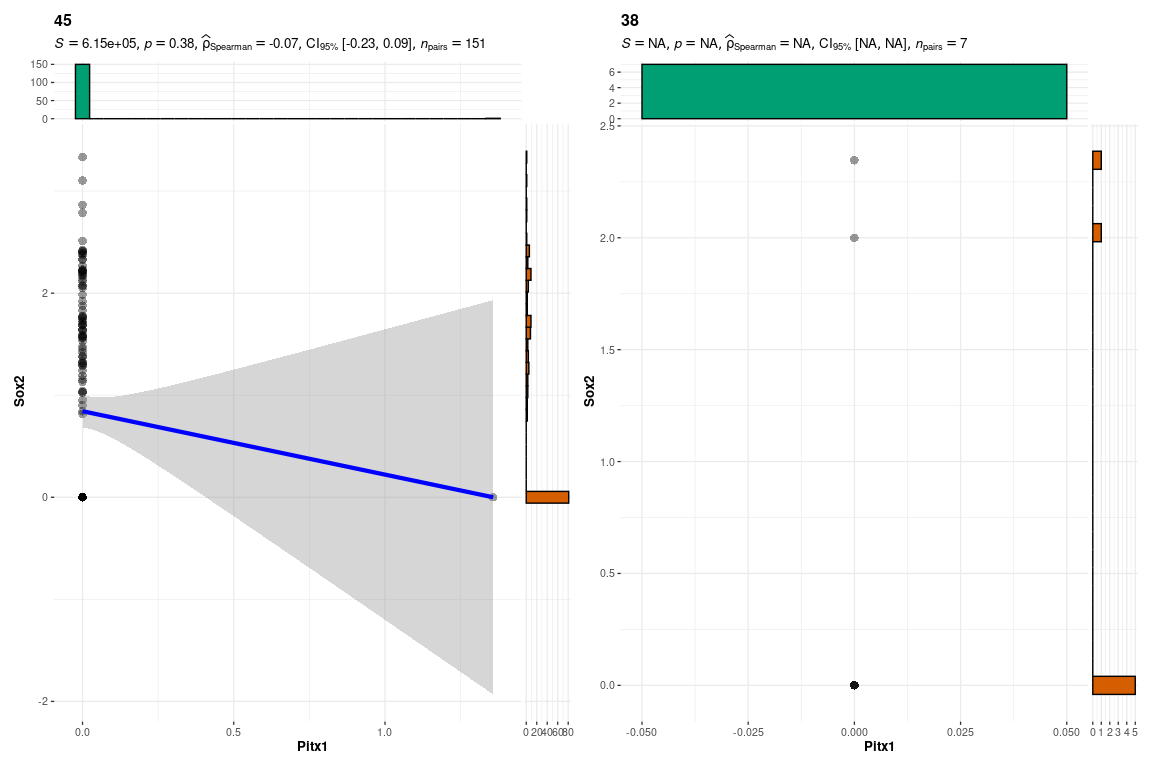 45
S = 6.15e+05, p = 0.38, ρ̂Spearman = -0.07, CI95% [-0.23, 0.09], npairs = 151
150
100
50
0
2
0
-2
Sox2
0.0 0.5 1.0
0 20 40 60 80
Pitx1
38
S = NA, p = NA, ρ̂Spearman = NA, CI95% [NA, NA], npairs = 7
6
4
2
0
2.5
2.0
1.5
1.0
0.5
0.0
Sox2
-0.050 -0.025 0.000 0.025 0.050
0 1 2 3 4 5
Pitx1